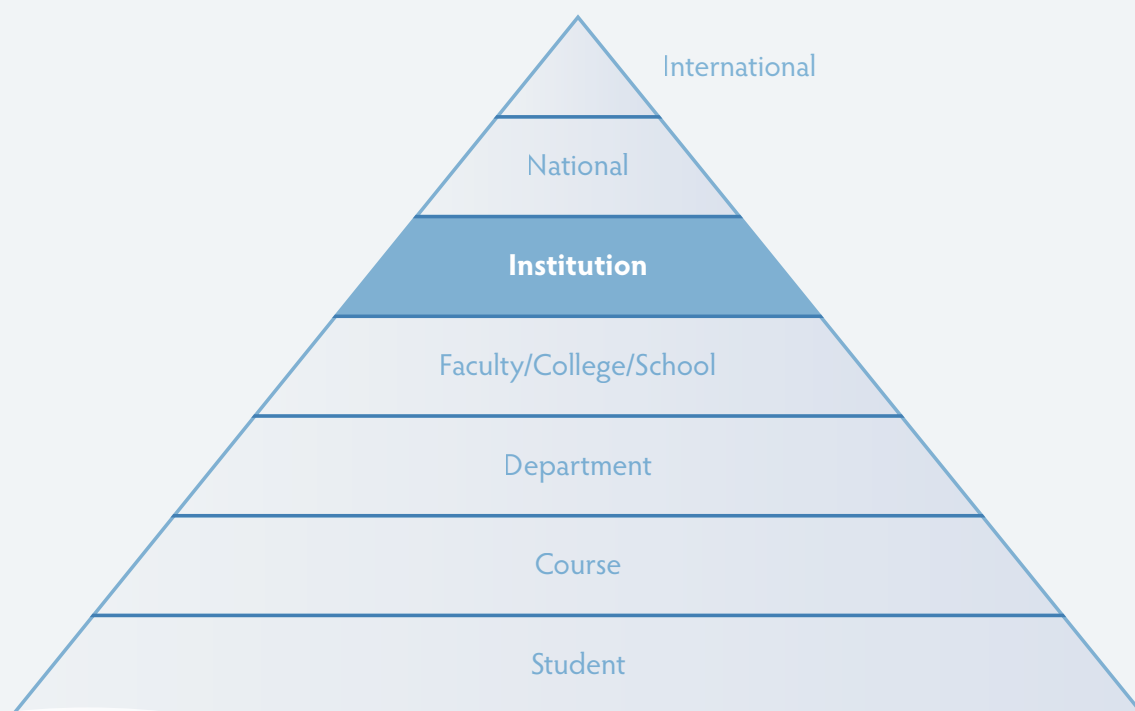 International
National
Institution
Faculty/College/School
Department
Course
Student